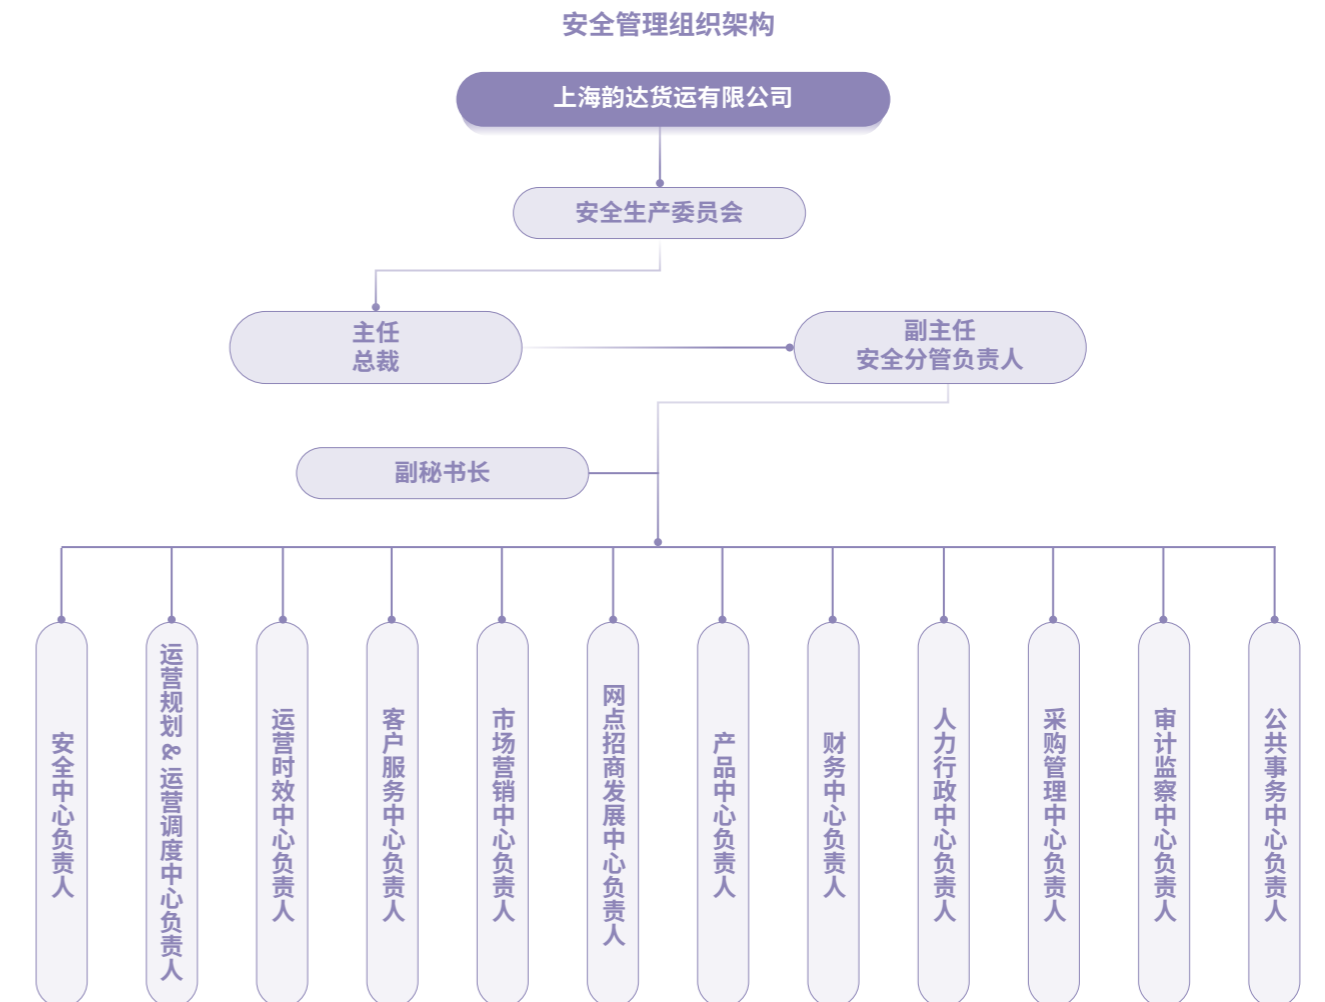 安全管理组织架构
上海韵达货运有限公司
安全生产委员会
主任
总裁
副主任
安全分管负责人
副秘书长
安全中心负责人
运营规划 & 运营调度中心负责人
运营时效中心负责人
客户服务中心负责人
市场营销中心负责人
网点招商发展中心负责人
产品中心负责人
财务中心负责人
人力行政中心负责人
采购管理中心负责人
审计监察中心负责人
公共事务中心负责人